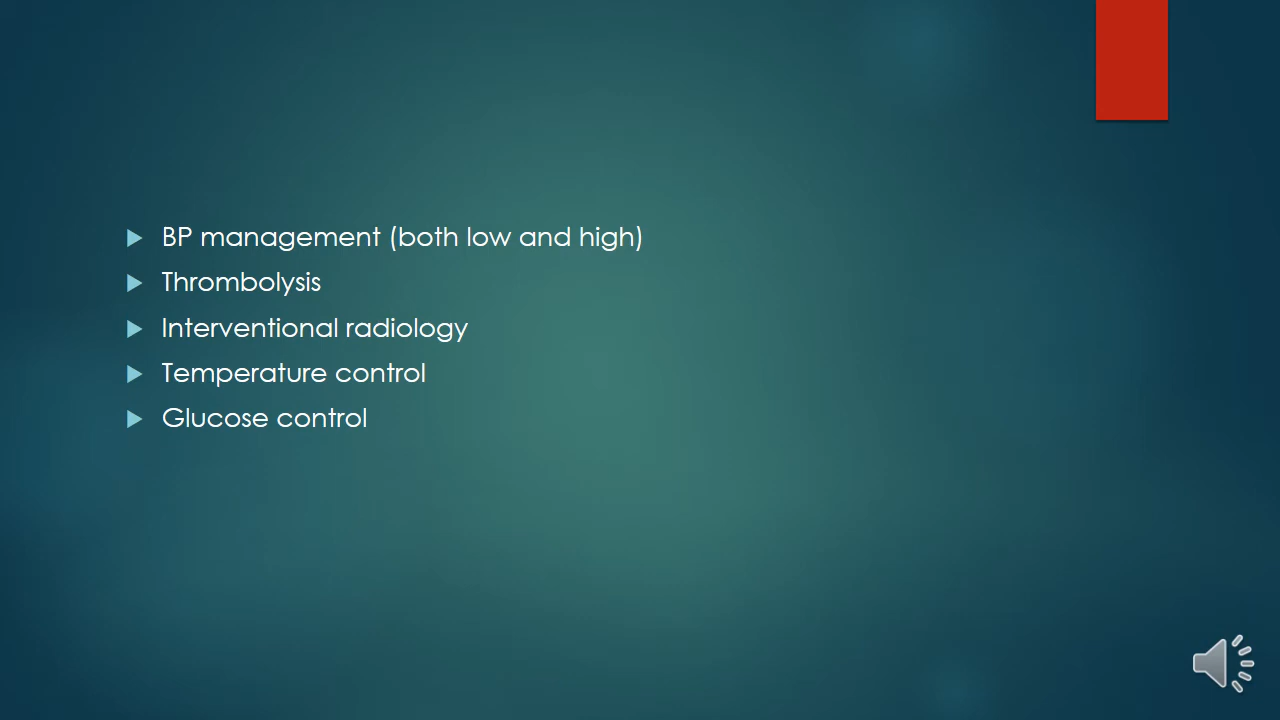 BP management (both low and high)
Thrombolysis
Interventional radiology
Temperature control
Glucose control